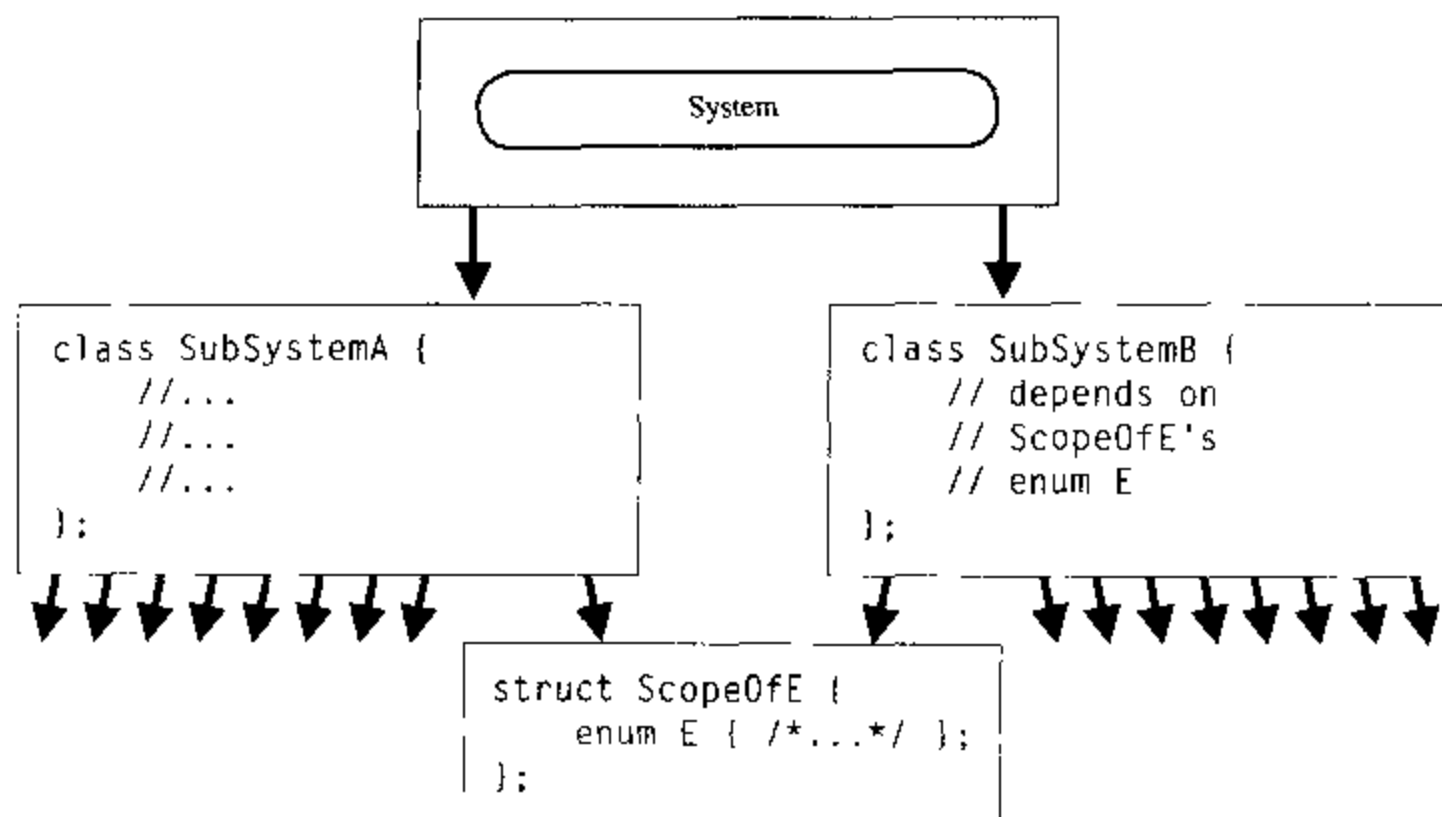 System
class SubSystemA {
//...
//...
//...
};
class SubSystemB {
// depends on
// ScopeOfE's
// enum E
};
struct ScopeOfE {
enum E { /*...*/ };
};